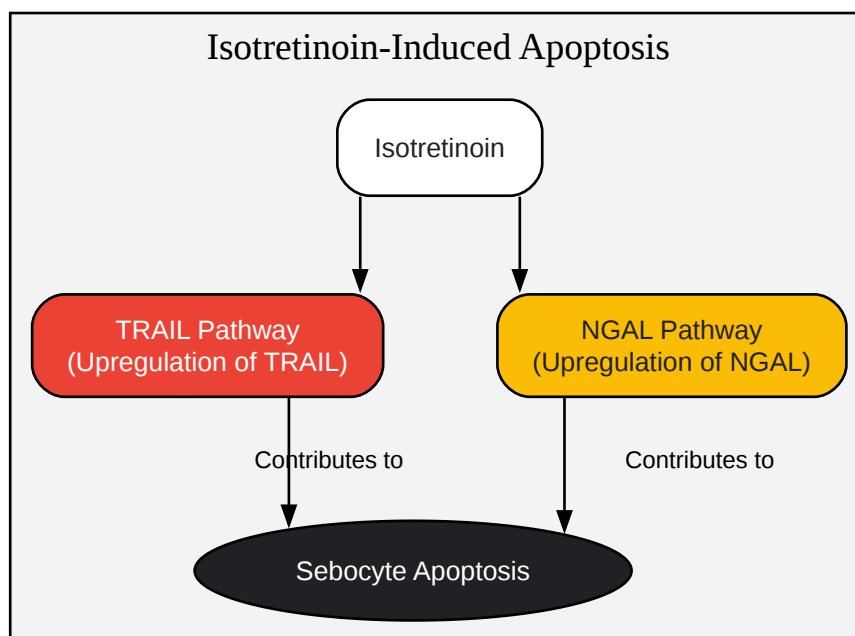 Isotretinoin-Induced Apoptosis
Isotretinoin
TRAIL Pathway
(Upregulation of TRAIL)
NGAL Pathway
(Upregulation of NGAL)
Contributes to
Contributes to
Sebocyte Apoptosis